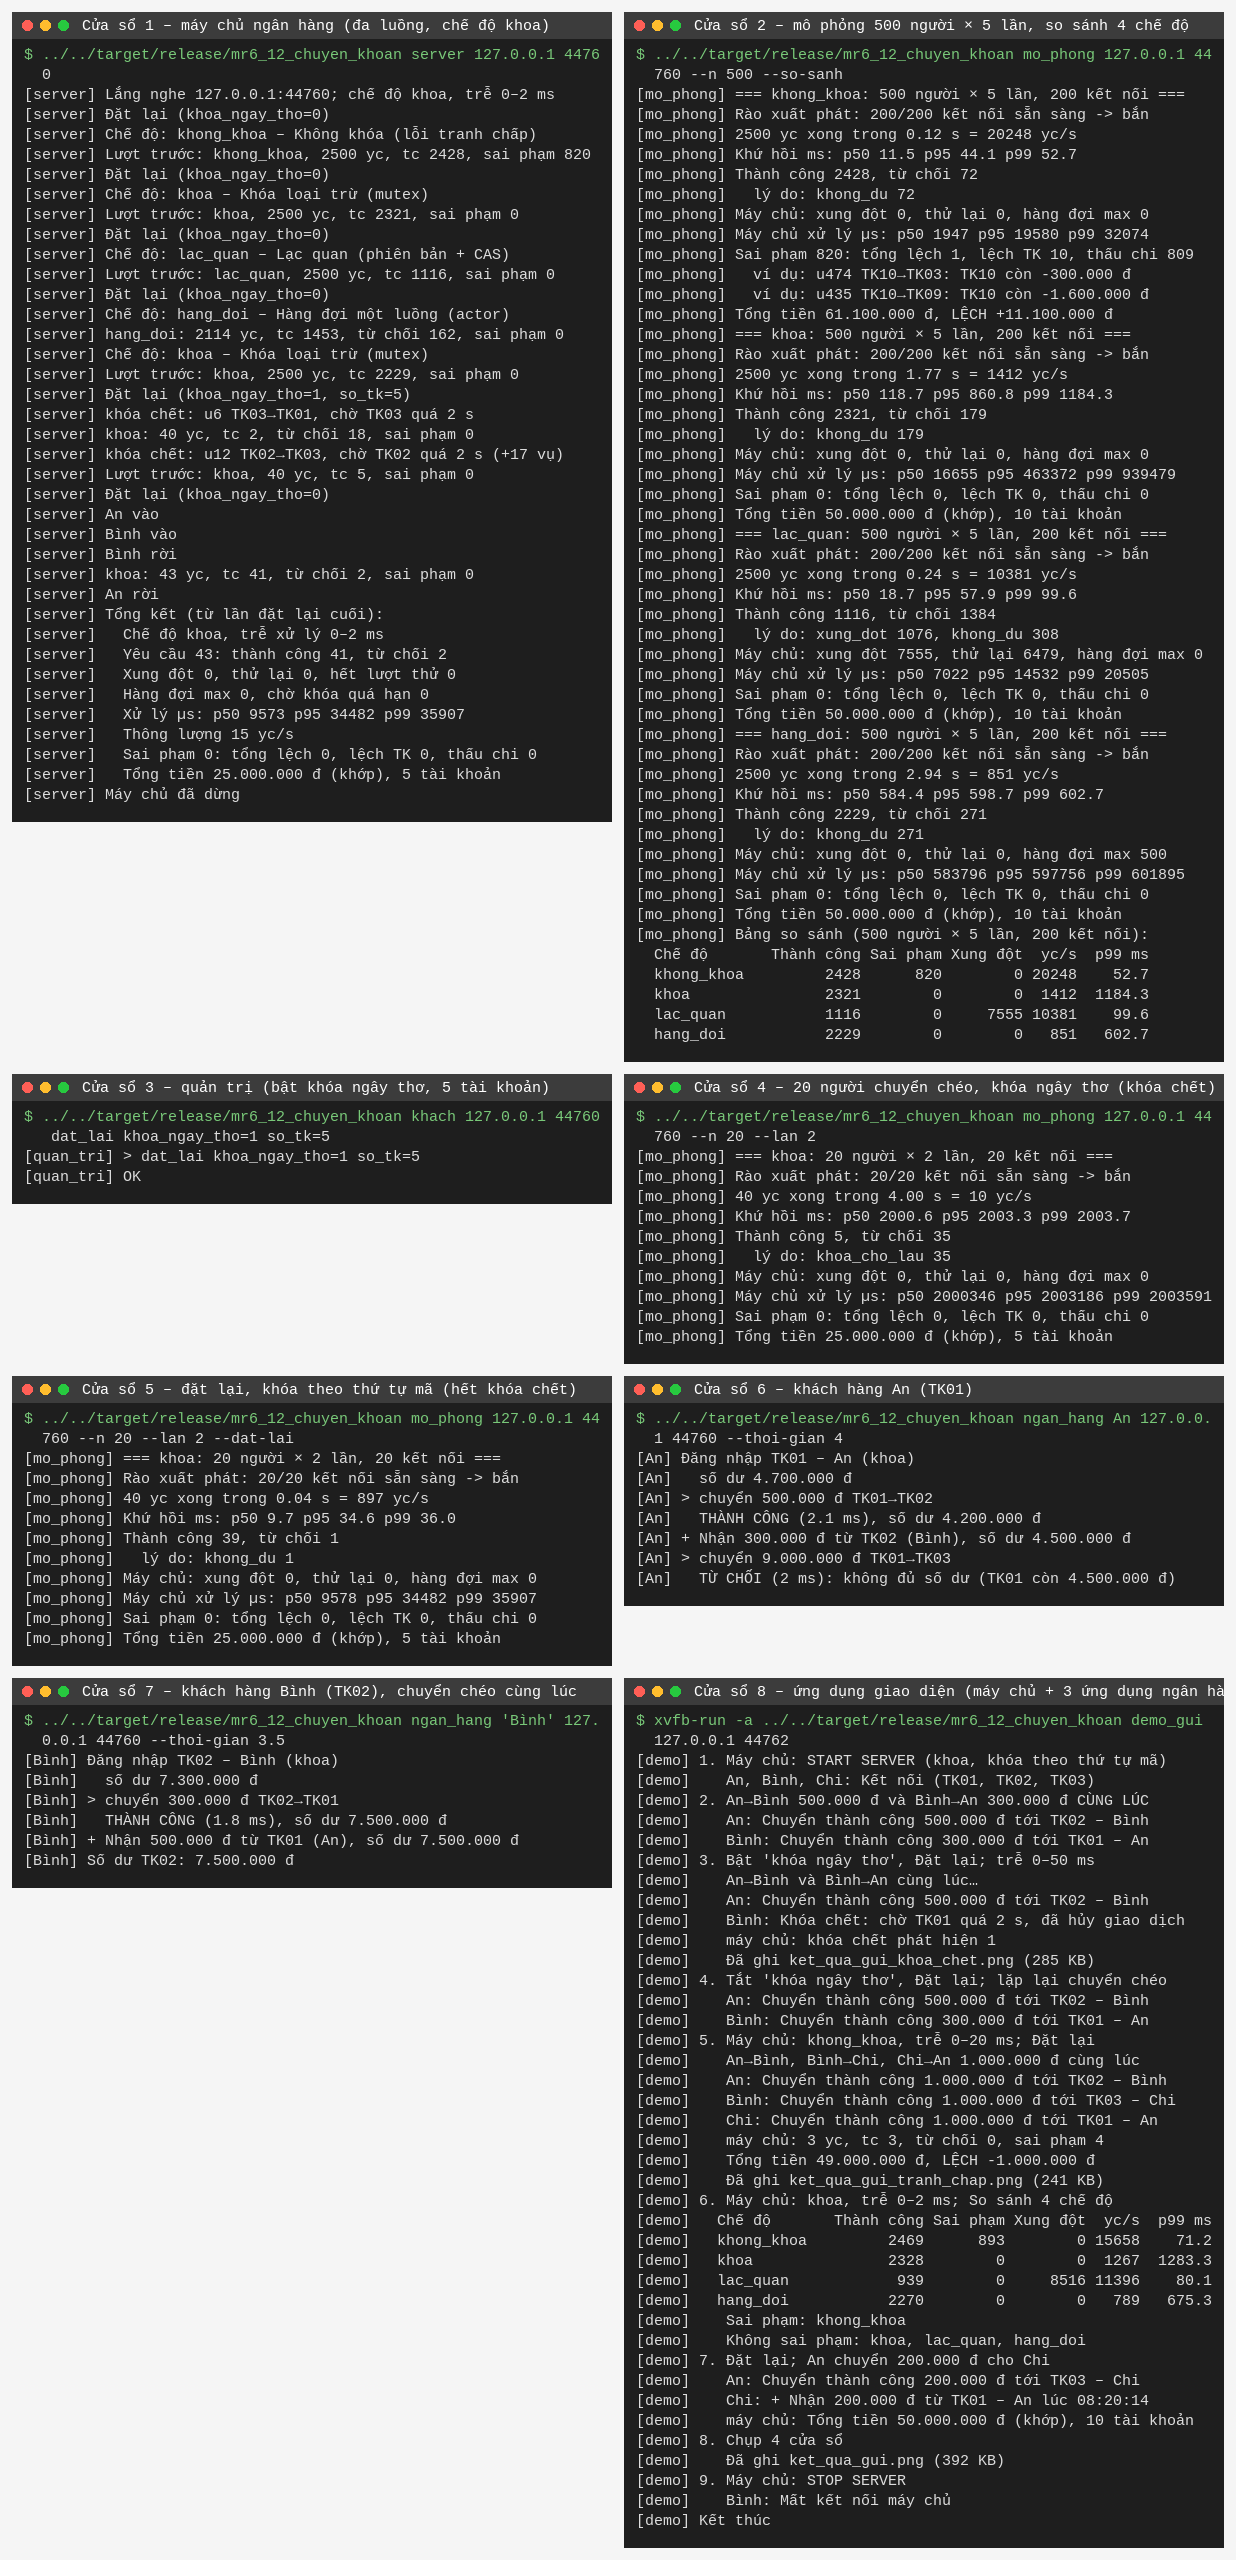 Cửa sổ 1 – máy chủ ngân hàng (đa luồng, chế độ khoa)
$ ../../target/release/mr6_12_chuyen_khoan server 127.0.0.1 4476
0
[server] Lắng nghe 127.0.0.1:44760; chế độ khoa, trễ 0–2 ms
[server] Đặt lại (khoa_ngay_tho=0)
[server] Chế độ: khong_khoa – Không khóa (lỗi tranh chấp)
[server] Lượt trước: khong_khoa, 2500 yc, tc 2428, sai phạm 820
[server] Đặt lại (khoa_ngay_tho=0)
[server] Chế độ: khoa – Khóa loại trừ (mutex)
[server] Lượt trước: khoa, 2500 yc, tc 2321, sai phạm 0
[server] Đặt lại (khoa_ngay_tho=0)
[server] Chế độ: lac_quan – Lạc quan (phiên bản + CAS)
[server] Lượt trước: lac_quan, 2500 yc, tc 1116, sai phạm 0
[server] Đặt lại (khoa_ngay_tho=0)
[server] Chế độ: hang_doi – Hàng đợi một luồng (actor)
[server] hang_doi: 2114 yc, tc 1453, từ chối 162, sai phạm 0
[server] Chế độ: khoa – Khóa loại trừ (mutex)
[server] Lượt trước: khoa, 2500 yc, tc 2229, sai phạm 0
[server] Đặt lại (khoa_ngay_tho=1, so_tk=5)
[server] khóa chết: u6 TK03→TK01, chờ TK03 quá 2 s
[server] khoa: 40 yc, tc 2, từ chối 18, sai phạm 0
[server] khóa chết: u12 TK02→TK03, chờ TK02 quá 2 s (+17 vụ)
[server] Lượt trước: khoa, 40 yc, tc 5, sai phạm 0
[server] Đặt lại (khoa_ngay_tho=0)
[server] An vào
[server] Bình vào
[server] Bình rời
[server] khoa: 43 yc, tc 41, từ chối 2, sai phạm 0
[server] An rời
[server] Tổng kết (từ lần đặt lại cuối):
[server]   Chế độ khoa, trễ xử lý 0–2 ms
[server]   Yêu cầu 43: thành công 41, từ chối 2
[server]   Xung đột 0, thử lại 0, hết lượt thử 0
[server]   Hàng đợi max 0, chờ khóa quá hạn 0
[server]   Xử lý µs: p50 9573 p95 34482 p99 35907
[server]   Thông lượng 15 yc/s
[server]   Sai phạm 0: tổng lệch 0, lệch TK 0, thấu chi 0
[server]   Tổng tiền 25.000.000 đ (khớp), 5 tài khoản
[server] Máy chủ đã dừng
Cửa sổ 2 – mô phỏng 500 người × 5 lần, so sánh 4 chế độ
$ ../../target/release/mr6_12_chuyen_khoan mo_phong 127.0.0.1 44
760 --n 500 --so-sanh
[mo_phong] === khong_khoa: 500 người × 5 lần, 200 kết nối ===
[mo_phong] Rào xuất phát: 200/200 kết nối sẵn sàng -> bắn
[mo_phong] 2500 yc xong trong 0.12 s = 20248 yc/s
[mo_phong] Khứ hồi ms: p50 11.5 p95 44.1 p99 52.7
[mo_phong] Thành công 2428, từ chối 72
[mo_phong]   lý do: khong_du 72
[mo_phong] Máy chủ: xung đột 0, thử lại 0, hàng đợi max 0
[mo_phong] Máy chủ xử lý µs: p50 1947 p95 19580 p99 32074
[mo_phong] Sai phạm 820: tổng lệch 1, lệch TK 10, thấu chi 809
[mo_phong]   ví dụ: u474 TK10→TK03: TK10 còn -300.000 đ
[mo_phong]   ví dụ: u435 TK10→TK09: TK10 còn -1.600.000 đ
[mo_phong] Tổng tiền 61.100.000 đ, LỆCH +11.100.000 đ
[mo_phong] === khoa: 500 người × 5 lần, 200 kết nối ===
[mo_phong] Rào xuất phát: 200/200 kết nối sẵn sàng -> bắn
[mo_phong] 2500 yc xong trong 1.77 s = 1412 yc/s
[mo_phong] Khứ hồi ms: p50 118.7 p95 860.8 p99 1184.3
[mo_phong] Thành công 2321, từ chối 179
[mo_phong]   lý do: khong_du 179
[mo_phong] Máy chủ: xung đột 0, thử lại 0, hàng đợi max 0
[mo_phong] Máy chủ xử lý µs: p50 16655 p95 463372 p99 939479
[mo_phong] Sai phạm 0: tổng lệch 0, lệch TK 0, thấu chi 0
[mo_phong] Tổng tiền 50.000.000 đ (khớp), 10 tài khoản
[mo_phong] === lac_quan: 500 người × 5 lần, 200 kết nối ===
[mo_phong] Rào xuất phát: 200/200 kết nối sẵn sàng -> bắn
[mo_phong] 2500 yc xong trong 0.24 s = 10381 yc/s
[mo_phong] Khứ hồi ms: p50 18.7 p95 57.9 p99 99.6
[mo_phong] Thành công 1116, từ chối 1384
[mo_phong]   lý do: xung_dot 1076, khong_du 308
[mo_phong] Máy chủ: xung đột 7555, thử lại 6479, hàng đợi max 0
[mo_phong] Máy chủ xử lý µs: p50 7022 p95 14532 p99 20505
[mo_phong] Sai phạm 0: tổng lệch 0, lệch TK 0, thấu chi 0
[mo_phong] Tổng tiền 50.000.000 đ (khớp), 10 tài khoản
[mo_phong] === hang_doi: 500 người × 5 lần, 200 kết nối ===
[mo_phong] Rào xuất phát: 200/200 kết nối sẵn sàng -> bắn
[mo_phong] 2500 yc xong trong 2.94 s = 851 yc/s
[mo_phong] Khứ hồi ms: p50 584.4 p95 598.7 p99 602.7
[mo_phong] Thành công 2229, từ chối 271
[mo_phong]   lý do: khong_du 271
[mo_phong] Máy chủ: xung đột 0, thử lại 0, hàng đợi max 500
[mo_phong] Máy chủ xử lý µs: p50 583796 p95 597756 p99 601895
[mo_phong] Sai phạm 0: tổng lệch 0, lệch TK 0, thấu chi 0
[mo_phong] Tổng tiền 50.000.000 đ (khớp), 10 tài khoản
[mo_phong] Bảng so sánh (500 người × 5 lần, 200 kết nối):
Chế độ Thành công Sai phạm Xung đột yc/s p99 ms
khong_khoa 2428 820 0 20248 52.7
khoa 2321 0 0 1412 1184.3
lac_quan 1116 0 7555 10381 99.6
hang_doi 2229 0 0 851 602.7
Cửa sổ 3 – quản trị (bật khóa ngây thơ, 5 tài khoản)
$ ../../target/release/mr6_12_chuyen_khoan khach 127.0.0.1 44760
dat_lai khoa_ngay_tho=1 so_tk=5
[quan_tri] > dat_lai khoa_ngay_tho=1 so_tk=5
[quan_tri] OK
Cửa sổ 4 – 20 người chuyển chéo, khóa ngây thơ (khóa chết)
$ ../../target/release/mr6_12_chuyen_khoan mo_phong 127.0.0.1 44
760 --n 20 --lan 2
[mo_phong] === khoa: 20 người × 2 lần, 20 kết nối ===
[mo_phong] Rào xuất phát: 20/20 kết nối sẵn sàng -> bắn
[mo_phong] 40 yc xong trong 4.00 s = 10 yc/s
[mo_phong] Khứ hồi ms: p50 2000.6 p95 2003.3 p99 2003.7
[mo_phong] Thành công 5, từ chối 35
[mo_phong]   lý do: khoa_cho_lau 35
[mo_phong] Máy chủ: xung đột 0, thử lại 0, hàng đợi max 0
[mo_phong] Máy chủ xử lý µs: p50 2000346 p95 2003186 p99 2003591
[mo_phong] Sai phạm 0: tổng lệch 0, lệch TK 0, thấu chi 0
[mo_phong] Tổng tiền 25.000.000 đ (khớp), 5 tài khoản
Cửa sổ 5 – đặt lại, khóa theo thứ tự mã (hết khóa chết)
$ ../../target/release/mr6_12_chuyen_khoan mo_phong 127.0.0.1 44
760 --n 20 --lan 2 --dat-lai
[mo_phong] === khoa: 20 người × 2 lần, 20 kết nối ===
[mo_phong] Rào xuất phát: 20/20 kết nối sẵn sàng -> bắn
[mo_phong] 40 yc xong trong 0.04 s = 897 yc/s
[mo_phong] Khứ hồi ms: p50 9.7 p95 34.6 p99 36.0
[mo_phong] Thành công 39, từ chối 1
[mo_phong]   lý do: khong_du 1
[mo_phong] Máy chủ: xung đột 0, thử lại 0, hàng đợi max 0
[mo_phong] Máy chủ xử lý µs: p50 9578 p95 34482 p99 35907
[mo_phong] Sai phạm 0: tổng lệch 0, lệch TK 0, thấu chi 0
[mo_phong] Tổng tiền 25.000.000 đ (khớp), 5 tài khoản
Cửa sổ 6 – khách hàng An (TK01)
$ ../../target/release/mr6_12_chuyen_khoan ngan_hang An 127.0.0.
1 44760 --thoi-gian 4
[An] Đăng nhập TK01 – An (khoa)
[An]   số dư 4.700.000 đ
[An] > chuyển 500.000 đ TK01→TK02
[An]   THÀNH CÔNG (2.1 ms), số dư 4.200.000 đ
[An] + Nhận 300.000 đ từ TK02 (Bình), số dư 4.500.000 đ
[An] > chuyển 9.000.000 đ TK01→TK03
[An]   TỪ CHỐI (2 ms): không đủ số dư (TK01 còn 4.500.000 đ)
Cửa sổ 7 – khách hàng Bình (TK02), chuyển chéo cùng lúc
$ ../../target/release/mr6_12_chuyen_khoan ngan_hang 'Bình' 127.
0.0.1 44760 --thoi-gian 3.5
[Bình] Đăng nhập TK02 – Bình (khoa)
[Bình]   số dư 7.300.000 đ
[Bình] > chuyển 300.000 đ TK02→TK01
[Bình]   THÀNH CÔNG (1.8 ms), số dư 7.500.000 đ
[Bình] + Nhận 500.000 đ từ TK01 (An), số dư 7.500.000 đ
[Bình] Số dư TK02: 7.500.000 đ
Cửa sổ 8 – ứng dụng giao diện (máy chủ + 3 ứng dụng ngân hà
$ xvfb-run -a ../../target/release/mr6_12_chuyen_khoan demo_gui
127.0.0.1 44762
[demo] 1. Máy chủ: START SERVER (khoa, khóa theo thứ tự mã)
[demo]    An, Bình, Chi: Kết nối (TK01, TK02, TK03)
[demo] 2. An→Bình 500.000 đ và Bình→An 300.000 đ CÙNG LÚC
[demo]    An: Chuyển thành công 500.000 đ tới TK02 – Bình
[demo]    Bình: Chuyển thành công 300.000 đ tới TK01 – An
[demo] 3. Bật 'khóa ngây thơ', Đặt lại; trễ 0–50 ms
[demo]    An→Bình và Bình→An cùng lúc…
[demo]    An: Chuyển thành công 500.000 đ tới TK02 – Bình
[demo]    Bình: Khóa chết: chờ TK01 quá 2 s, đã hủy giao dịch
[demo]    máy chủ: khóa chết phát hiện 1
[demo]    Đã ghi ket_qua_gui_khoa_chet.png (285 KB)
[demo] 4. Tắt 'khóa ngây thơ', Đặt lại; lặp lại chuyển chéo
[demo]    An: Chuyển thành công 500.000 đ tới TK02 – Bình
[demo]    Bình: Chuyển thành công 300.000 đ tới TK01 – An
[demo] 5. Máy chủ: khong_khoa, trễ 0–20 ms; Đặt lại
[demo]    An→Bình, Bình→Chi, Chi→An 1.000.000 đ cùng lúc
[demo]    An: Chuyển thành công 1.000.000 đ tới TK02 – Bình
[demo]    Bình: Chuyển thành công 1.000.000 đ tới TK03 – Chi
[demo]    Chi: Chuyển thành công 1.000.000 đ tới TK01 – An
[demo]    máy chủ: 3 yc, tc 3, từ chối 0, sai phạm 4
[demo]    Tổng tiền 49.000.000 đ, LỆCH -1.000.000 đ
[demo]    Đã ghi ket_qua_gui_tranh_chap.png (241 KB)
[demo] 6. Máy chủ: khoa, trễ 0–2 ms; So sánh 4 chế độ
[demo]   Chế độ Thành công Sai phạm Xung đột yc/s p99 ms
[demo]   khong_khoa 2469 893 0 15658 71.2
[demo]   khoa 2328 0 0 1267 1283.3
[demo]   lac_quan 939 0 8516 11396 80.1
[demo]   hang_doi 2270 0 0 789 675.3
[demo]    Sai phạm: khong_khoa
[demo]    Không sai phạm: khoa, lac_quan, hang_doi
[demo] 7. Đặt lại; An chuyển 200.000 đ cho Chi
[demo]    An: Chuyển thành công 200.000 đ tới TK03 – Chi
[demo]    Chi: + Nhận 200.000 đ từ TK01 – An lúc 08:20:14
[demo]    máy chủ: Tổng tiền 50.000.000 đ (khớp), 10 tài khoản
[demo] 8. Chụp 4 cửa sổ
[demo]    Đã ghi ket_qua_gui.png (392 KB)
[demo] 9. Máy chủ: STOP SERVER
[demo]    Bình: Mất kết nối máy chủ
[demo] Kết thúc